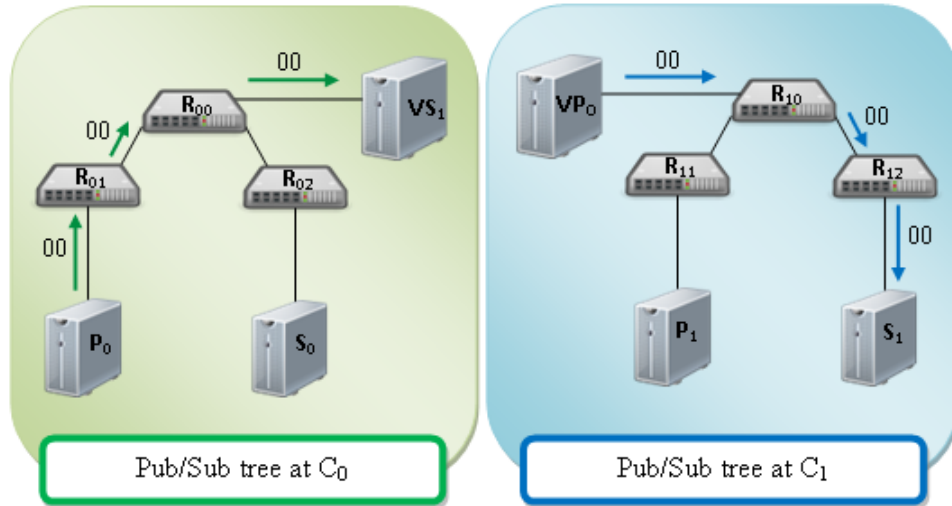 00
R₀₀
VS₁
00
R₀₁
R₀₂
00
P₀
S₀
Pub/Sub tree at C₀
00
VP₀
R₁₀
00
R₁₁
R₁₂
00
P₁
S₁
Pub/Sub tree at C₁